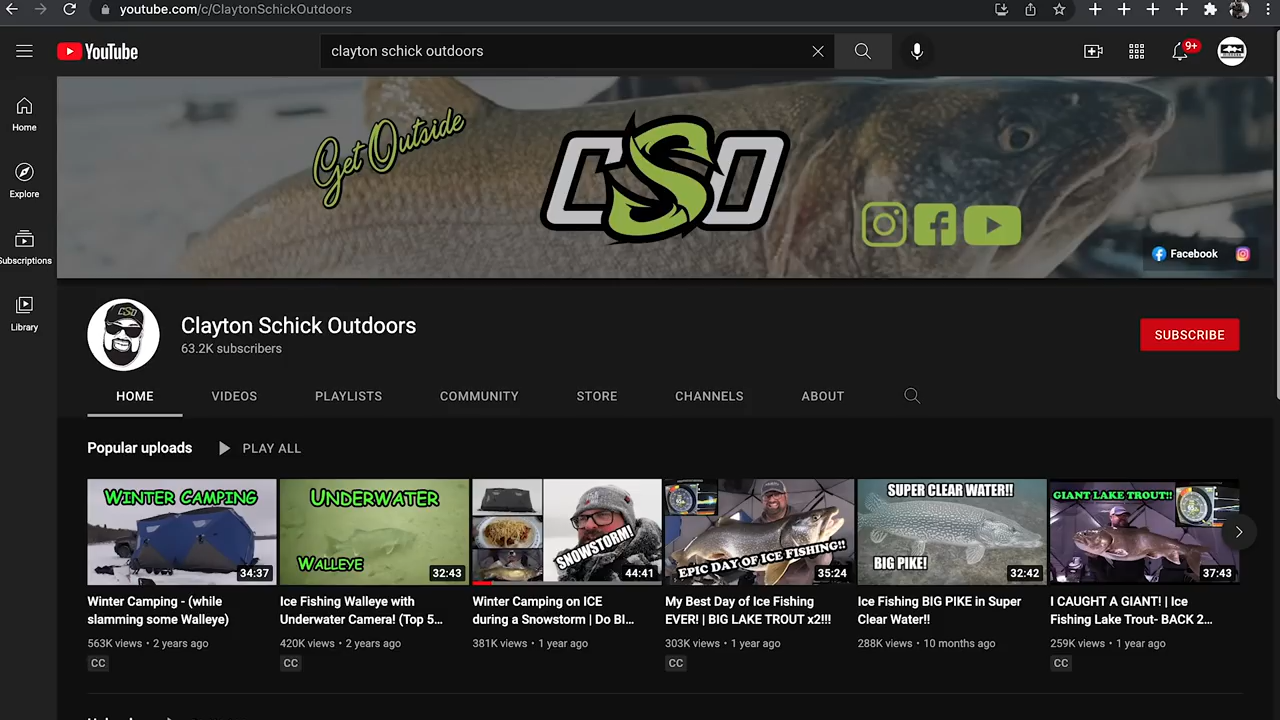 youtube.com/c/ClaytonSchickOutdoors
YouTube
clayton schick outdoors
9+
Home
Explore
Subscriptions
Library
Get Outside
CSO
Facebook
Clayton Schick Outdoors
63.2K subscribers
SUBSCRIBE
HOME VIDEOS PLAYLISTS COMMUNITY STORE CHANNELS ABOUT
Popular uploads PLAY ALL
WINTER CAMPING
34:37
Winter Camping - (while
slamming some Walleye)
563K views • 2 years ago
CC
UNDERWATER
WALLEYE
32:43
Ice Fishing Walleye with
Underwater Camera! (Top 5...
420K views • 2 years ago
CC
SNOWSTORM!
44:41
Winter Camping on ICE
during a Snowstorm | Do BI...
381K views • 1 year ago
EPIC DAY OF ICE FISHING!!
35:24
My Best Day of Ice Fishing
EVER! | BIG LAKE TROUT x2!!!
303K views • 1 year ago
CC
SUPER CLEAR WATER!!
BIG PIKE!
32:42
Ice Fishing BIG PIKE in Super
Clear Water!!
288K views • 10 months ago
GIANT LAKE TROUT!!
37:43
I CAUGHT A GIANT! | Ice
Fishing Lake Trout- BACK 2...
259K views • 1 year ago
CC